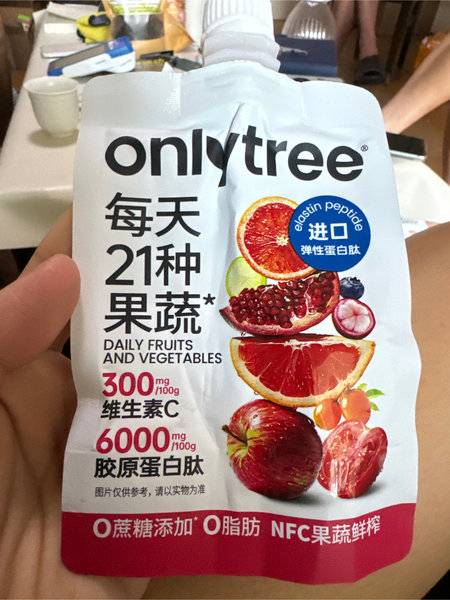 onlytree®
elastin peptide
进口
弹性蛋白肽
每天
21种
果蔬*
DAILY FRUITS
AND VEGETABLES
300mg/100g
维生素C
6000mg/100g
胶原蛋白肽
图片仅供参考，请以实物为准
0蔗糖添加* 0脂肪 NFC果蔬鲜榨